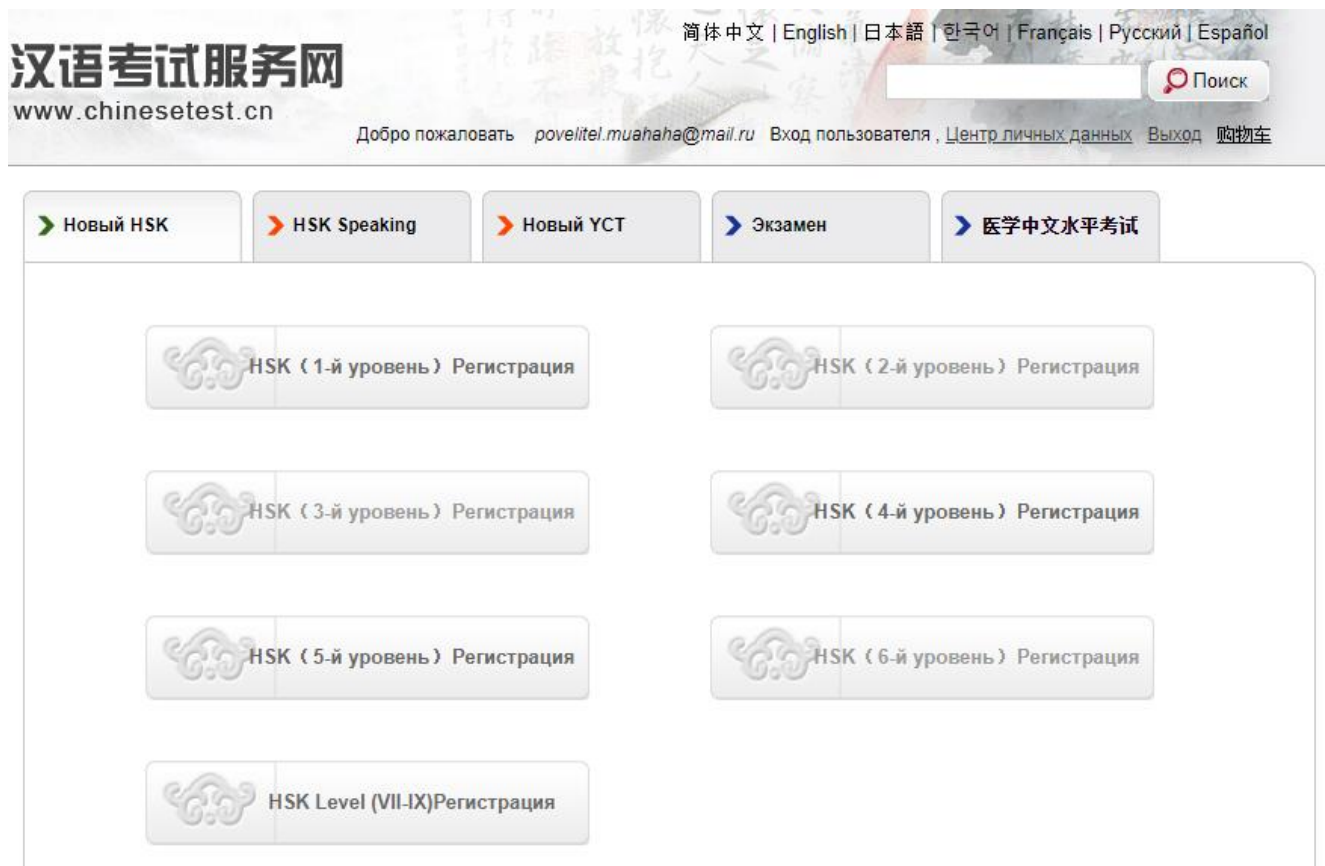 简体中文 | English | 日本語 | 한국어 | Français | Русский | Español
汉语考试服务网
Поиск
www.chinesetest.cn
Добро пожаловать povelitel.muahaha@mail.ru Вход пользователя , Центр личных данных Выход 购物车
Новый HSK HSK Speaking Новый YCT Экзамен 医学中文水平考试
HSK（1-й уровень）Регистрация HSK（2-й уровень）Регистрация
HSK（3-й уровень）Регистрация HSK（4-й уровень）Регистрация
HSK（5-й уровень）Регистрация HSK（6-й уровень）Регистрация
HSK Level (VII-IX)Регистрация